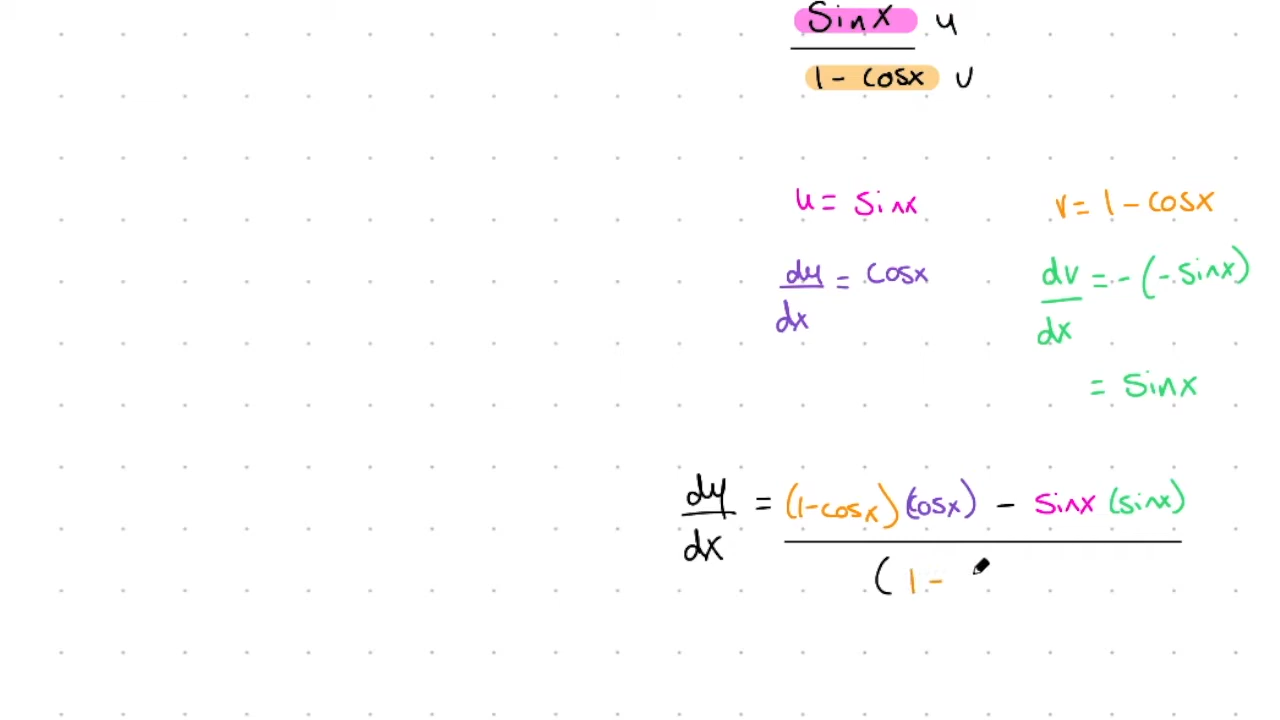 sinx u
1 - cosx v
u = sinx v = 1 - cosx
dy/dx = cosx dv/dx = -(-sinx)
= sinx
dy/dx = (1-cosx)(cosx) - sinx (sinx)
(1 -